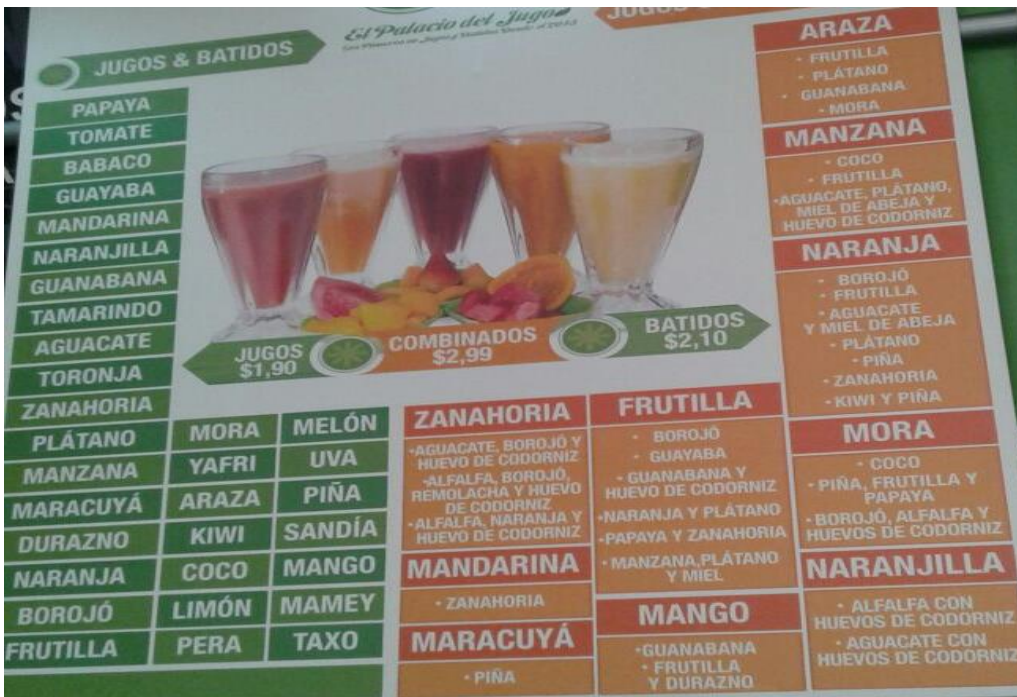 El Palacio del Jugo
JUGOS
JUGOS & BATIDOS
PAPAYA
TOMATE
BABACO
GUAYABA
MANDARINA
NARANJILLA
GUANABANA
TAMARINDO
AGUACATE
TORONJA
ZANAHORIA
PLÁTANO
MANZANA
MARACUYÁ
DURAZNO
NARANJA
BOROJÓ
FRUTILLA
MORA
YAFRI
ARAZA
KIWI
COCO
LIMÓN
PERA
MELÓN
UVA
PIÑA
SANDÍA
MANGO
MAMEY
TAXO
JUGOS
$1,90
COMBINADOS
$2,99
BATIDOS
$2,10
ZANAHORIA
•AGUACATE, BOROJÓ Y
HUEVO DE CODORNIZ
•ALFALFA, BOROJÓ,
REMOLACHA Y HUEVO
DE CODORNIZ
•ALFALFA, NARANJA Y
HUEVO DE CODORNIZ
MANDARINA
• ZANAHORIA
MARACUYÁ
• PIÑA
FRUTILLA
• BOROJÓ
• GUAYABA
• GUANABANA Y
HUEVO DE CODORNIZ
•NARANJA Y PLÁTANO
•PAPAYA Y ZANAHORIA
• MANZANA,PLÁTANO
Y MIEL
MANGO
•GUANABANA
• FRUTILLA
Y DURAZNO
ARAZA
• FRUTILLA
• PLÁTANO
• GUANABANA
• MORA
MANZANA
• COCO
• FRUTILLA
•AGUACATE, PLÁTANO,
MIEL DE ABEJA Y
HUEVO DE CODORNIZ
NARANJA
• BOROJÓ
• FRUTILLA
• AGUACATE
Y MIEL DE ABEJA
• PLÁTANO
• PIÑA
• ZANAHORIA
• KIWI Y PIÑA
MORA
• COCO
• PIÑA, FRUTILLA Y
PAPAYA
• BOROJÓ, ALFALFA Y
HUEVOS DE CODORNIZ
NARANJILLA
• ALFALFA CON
HUEVOS DE CODORNIZ
• AGUACATE CON
HUEVOS DE CODORNIZ